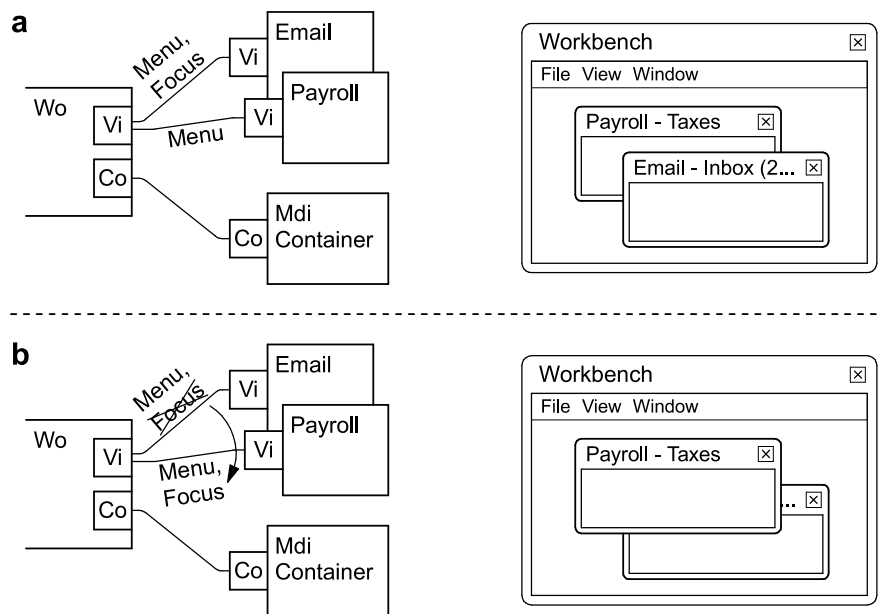 a
Menu,
Focus
Vi
Email
Wo
Vi
Menu
Vi
Payroll
Co
Co
Mdi
Container
Workbench
File View Window
Payroll - Taxes
Email - Inbox (2...
b
Menu,
Focus
Vi
Email
Wo
Vi
Menu,
Focus
Vi
Payroll
Co
Co
Mdi
Container
Workbench
File View Window
Payroll - Taxes
...